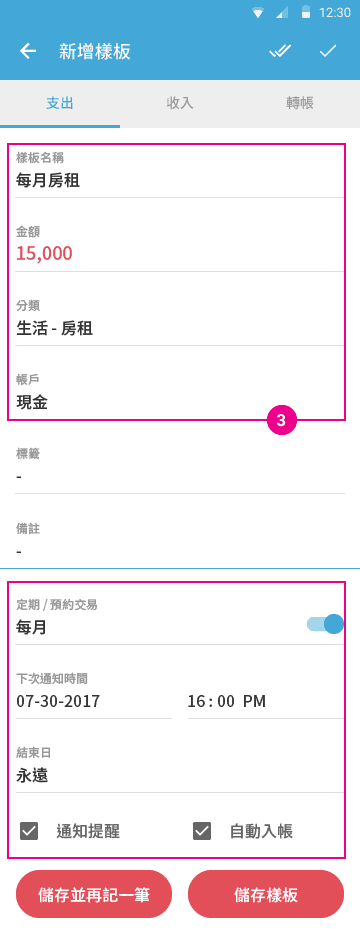 12:30
新增樣板
支出 收入 轉帳
樣板名稱
每月房租
金額
15,000
分類
生活 - 房租
帳戶
現金
3
標籤
-
備註
-
定期 / 預約交易
每月
下次通知時間
07-30-2017 16 : 00 PM
結束日
永遠
通知提醒 自動入帳
儲存並再記一筆 儲存樣板